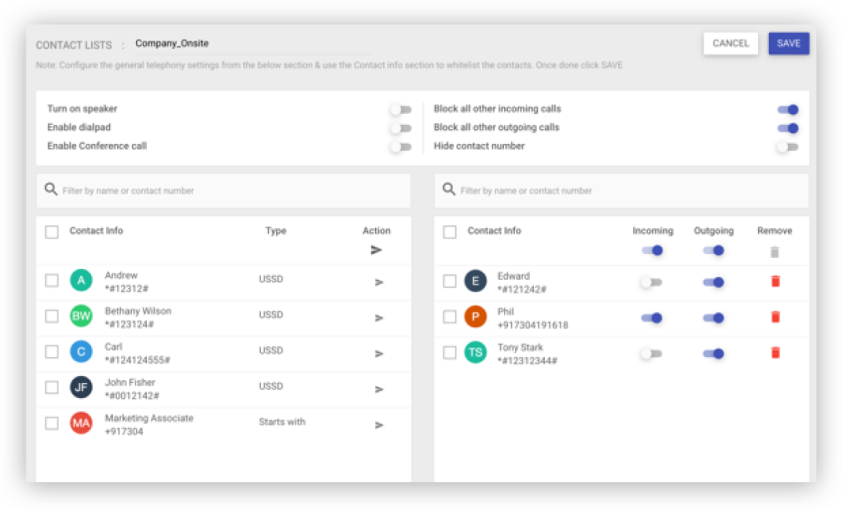 CONTACT LISTS : Company_Onsite
CANCEL
SAVE
Note: Configure the general telephony settings from the below section & use the Contact info section to whitelist the contacts. Once done click SAVE
Turn on speaker
Enable dialpad
Enable Conference call
Block all other incoming calls
Block all other outgoing calls
Hide contact number
Filter by name or contact number
Contact Info Type Action
A Andrew USSD
*#12312#
BW Bethany Wilson USSD
*#123124#
C Carl USSD
*#124124555#
JF John Fisher USSD
*#0012142#
MA Marketing Associate Starts with
+917304
Filter by name or contact number
Contact Info Incoming Outgoing Remove
E Edward
*#121242#
P Phil
+917304191618
TS Tony Stark
*#12312344#